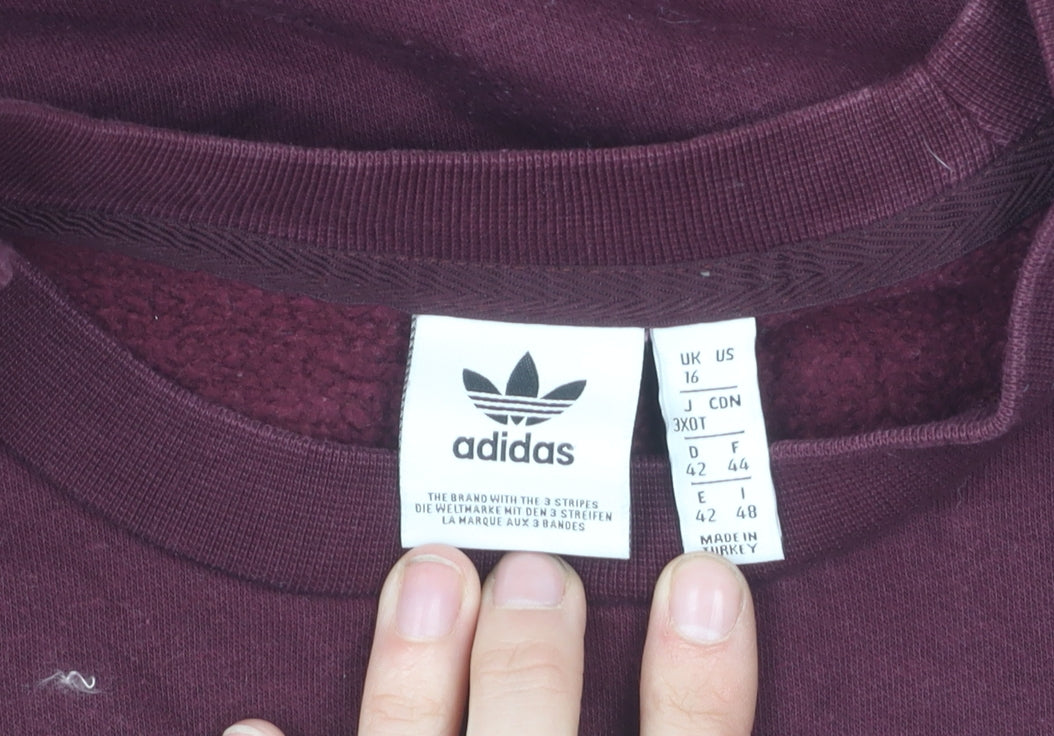 adidas
THE BRAND WITH THE 3 STRIPES
DIE WELTMARKE MIT DEN 3 STREIFEN
LA MARQUE AUX 3 BANDES
UK US
16
J CDN
3XOT
D F
42 44
E I
42 48
MADE IN
TURKEY